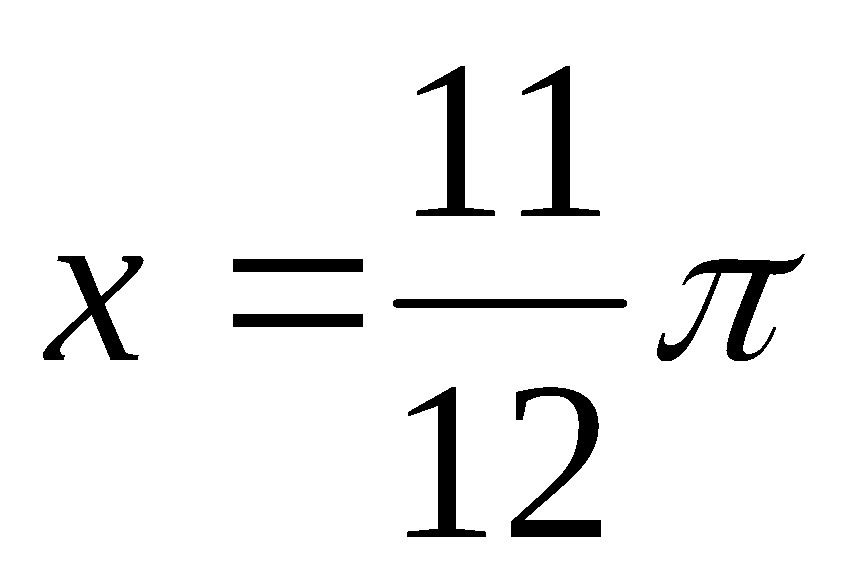 x = 11/12 π